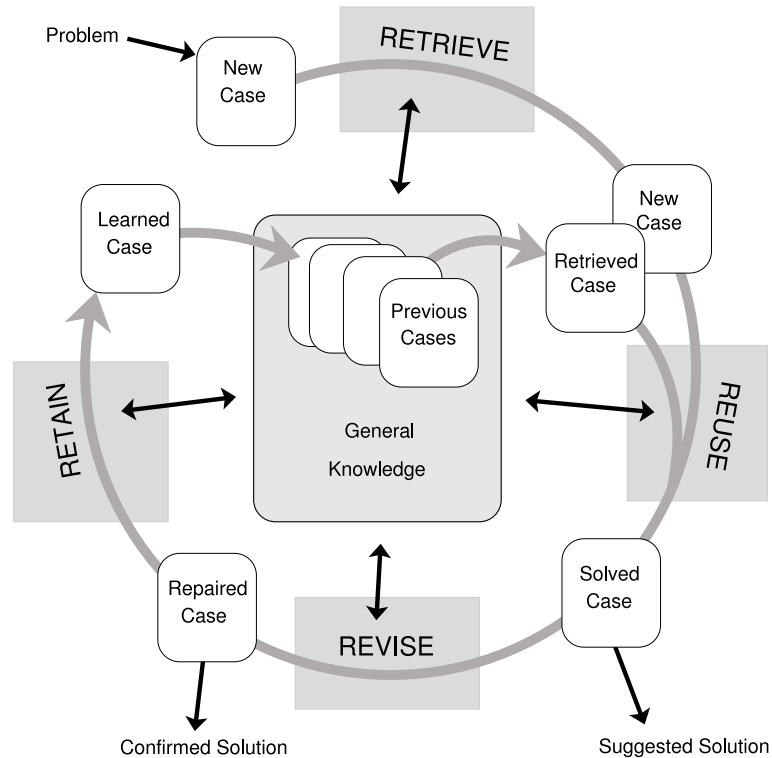 Problem
New
Case
RETRIEVE
New
Case
Learned
Case
Retrieved
Case
Previous
Cases
General
Knowledge
RETAIN
REUSE
Repaired
Case
REVISE
Solved
Case
Confirmed Solution
Suggested Solution